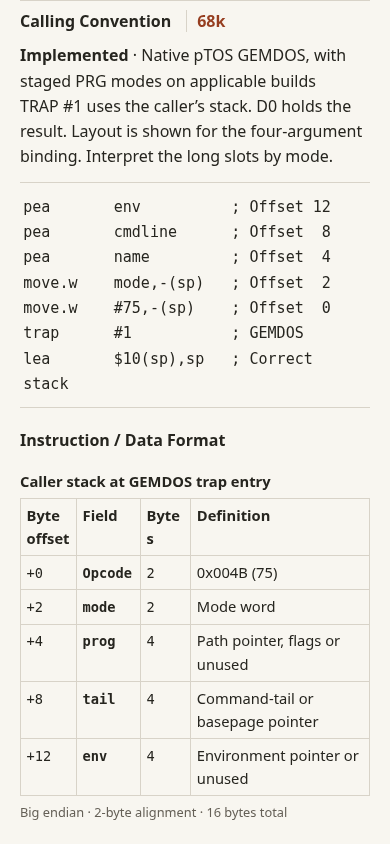 Calling Convention 68k
Implemented · Native pTOS GEMDOS, with
staged PRG modes on applicable builds
TRAP #1 uses the caller’s stack. D0 holds the
result. Layout is shown for the four-argument
binding. Interpret the long slots by mode.
pea env ; Offset 12
pea cmdline ; Offset 8
pea name ; Offset 4
move.w mode,-(sp) ; Offset 2
move.w #75,-(sp) ; Offset 0
trap #1 ; GEMDOS
lea $10(sp),sp ; Correct
stack
Instruction / Data Format
Caller stack at GEMDOS trap entry
Byte Field Byte Definition
offset s
+0 Opcode 2 0x004B (75)
+2 mode 2 Mode word
+4 prog 4 Path pointer, flags or
unused
+8 tail 4 Command-tail or
basepage pointer
+12 env 4 Environment pointer or
unused
Big endian · 2-byte alignment · 16 bytes total